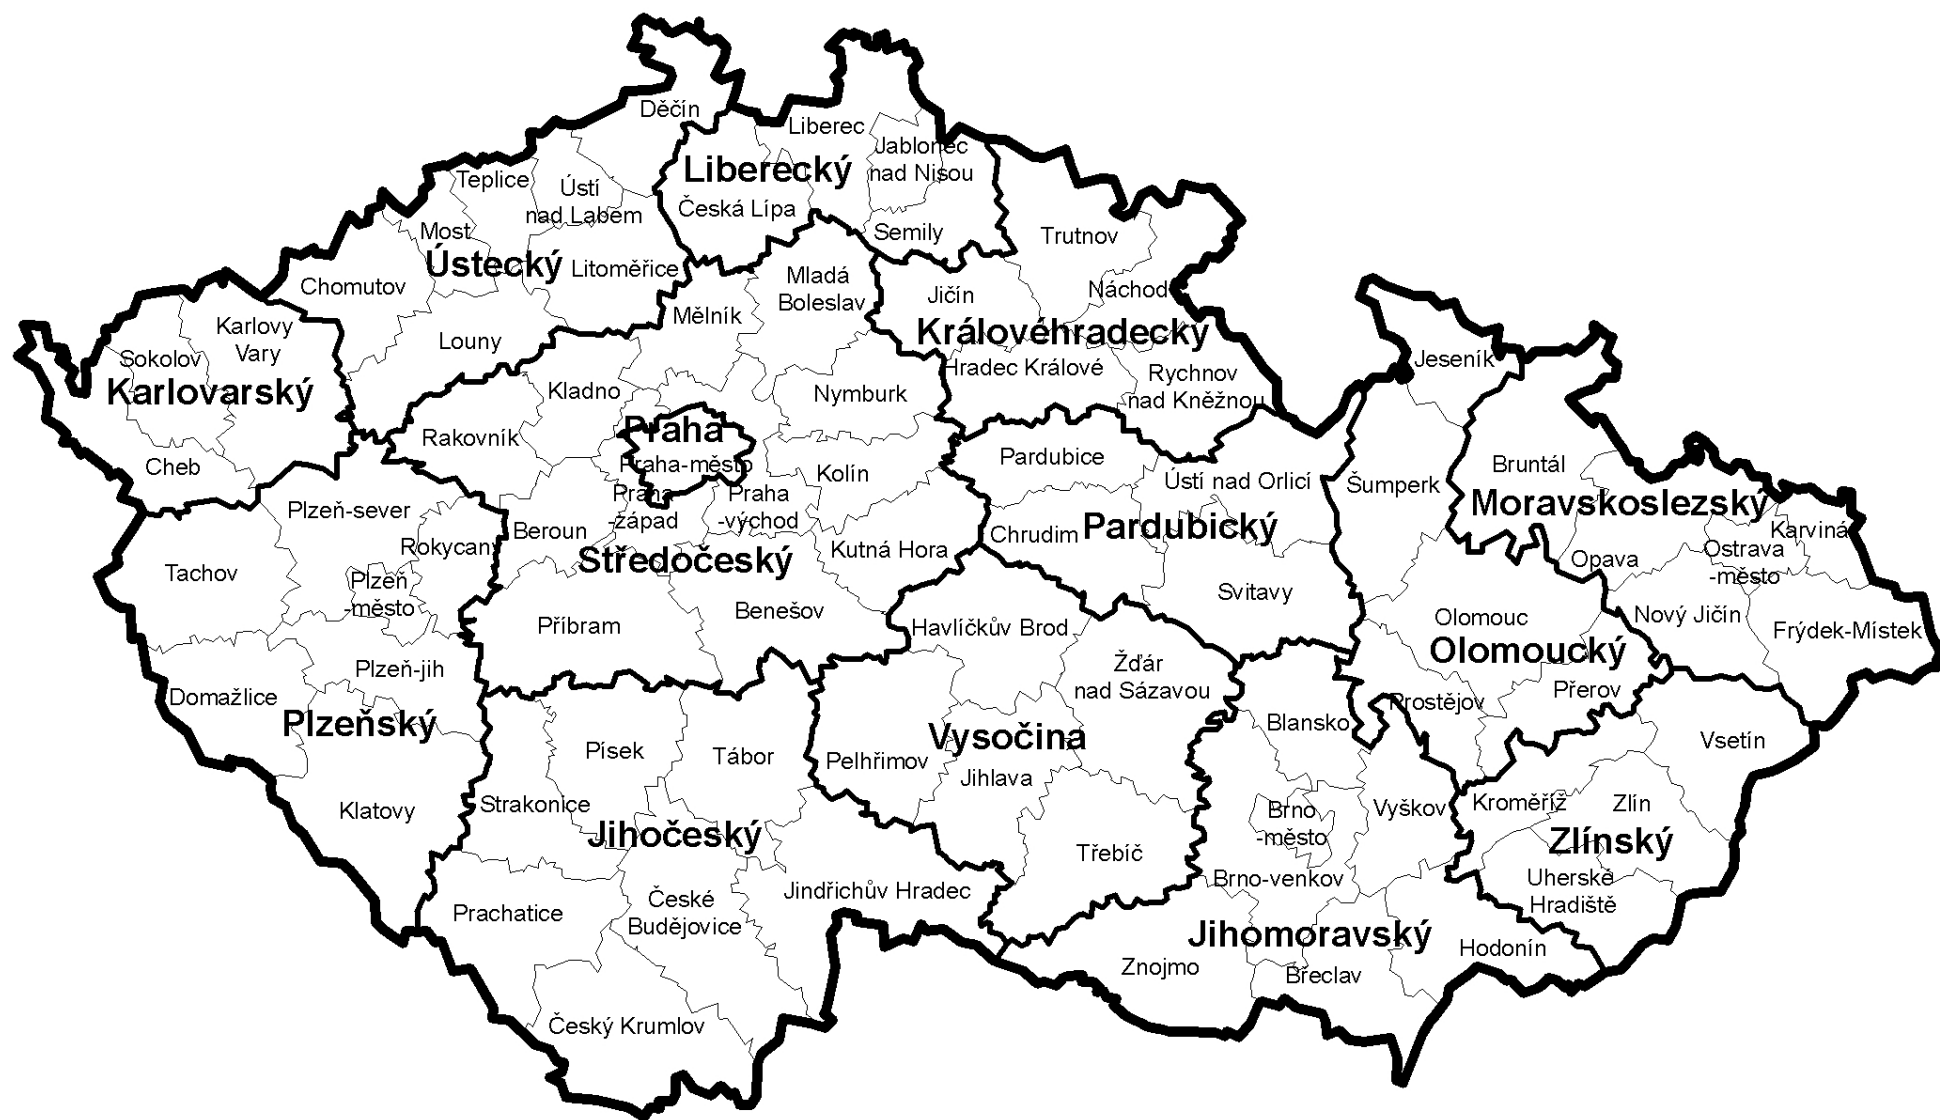 Děčín
Liberec
Jablonec
nad Nisou
Liberecký
Teplice
Ústí
nad Labem
Česká Lípa
Semily
Most
Trutnov
Ústecký
Litoměřice
Chomutov
Mladá
Boleslav
Jičín
Náchod
Mělník
Karlovy
Vary
Louny
Královéhradecký
Sokolov
Jeseník
Karlovarský
Kladno
Nymburk
Hradec Králové
Rychnov
nad Kněžnou
Praha
Rakovník
Praha-město
Pardubice
Cheb
Kolín
Bruntál
Ústí nad Orlicí
Šumperk
Praha
-západ
Praha
-východ
Moravskoslezský
Plzeň-sever
Beroun
Chrudim
Pardubický
Karviná
Rokycany
Středočeský
Kutná Hora
Opava
Ostrava
-město
Tachov
Plzeň
-město
Svitavy
Benešov
Příbram
Havlíčkův Brod
Olomouc
Nový Jičín
Frýdek-Místek
Olomoucký
Plzeň-jih
Žďár
nad Sázavou
Domažlice
Přerov
Prostějov
Plzeňský
Blansko
Vysočina
Vsetín
Písek
Tábor
Pelhřimov
Jihlava
Strakonice
Klatovy
Kroměříž
Zlín
Vyškov
Brno
-město
Jihočeský
Zlínský
Třebíč
Brno-venkov
Uherské
Hradiště
Jindřichův Hradec
České
Budějovice
Prachatice
Jihomoravský
Hodonín
Znojmo
Břeclav
Český Krumlov